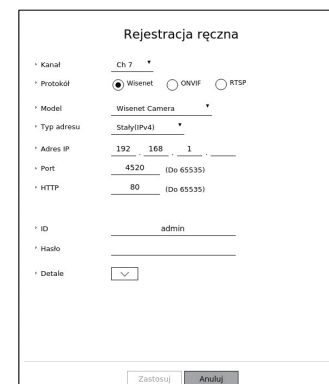 Rejestracja ręczna
Kanał Ch 7
Protokół Wisenet ONVIF RTSP
Model Wisenet Camera
Typ adresu Stały(IPv4)
Adres IP 192 . 168 . 1 .
Port 4520 (Do 65535)
HTTP 80 (Do 65535)
ID admin
Hasło
Detale
Zastosuj Anuluj